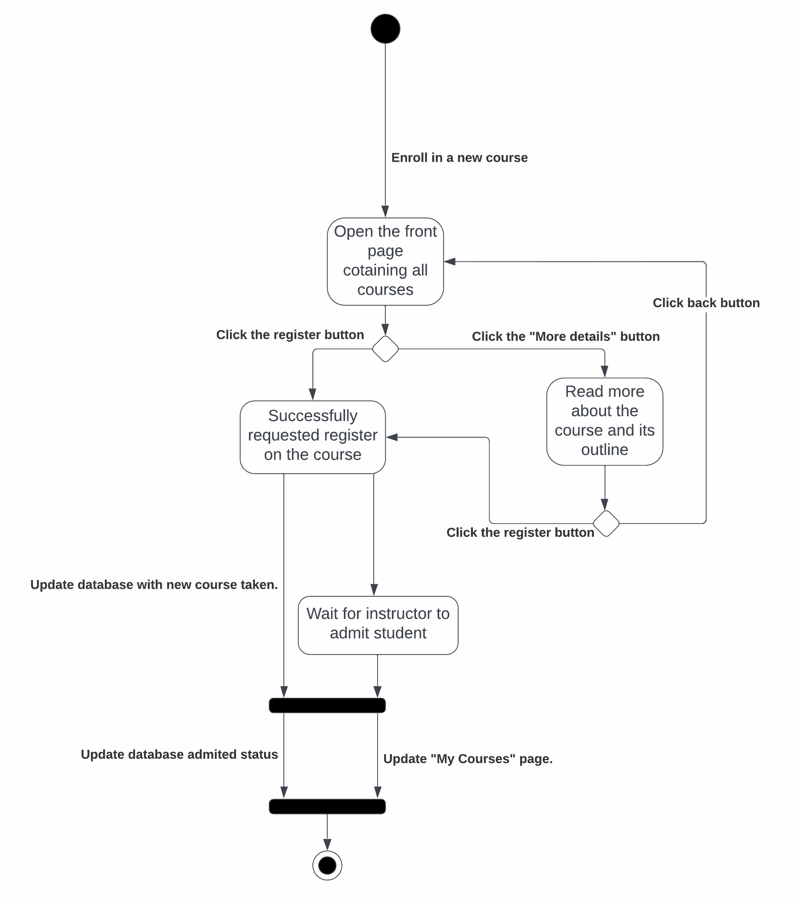 Enroll in a new course
Open the front
page
cotaining all
courses
Click back button
Click the register button
Click the "More details" button
Read more
about the
course and its
outline
Successfully
requested register
on the course
Click the register button
Update database with new course taken.
Wait for instructor to
admit student
Update database admited status
Update "My Courses" page.